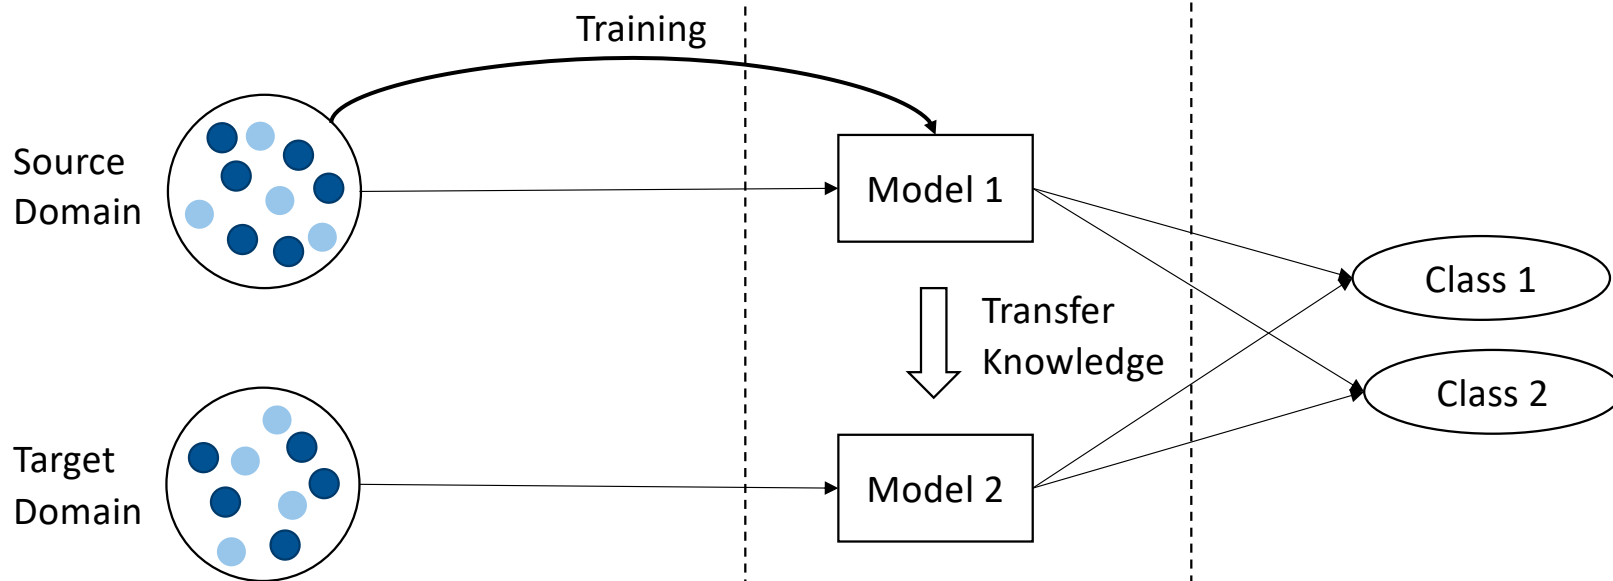 Training
Source
Domain
Model 1
Class 1
Transfer
Knowledge
Class 2
Target
Domain
Model 2